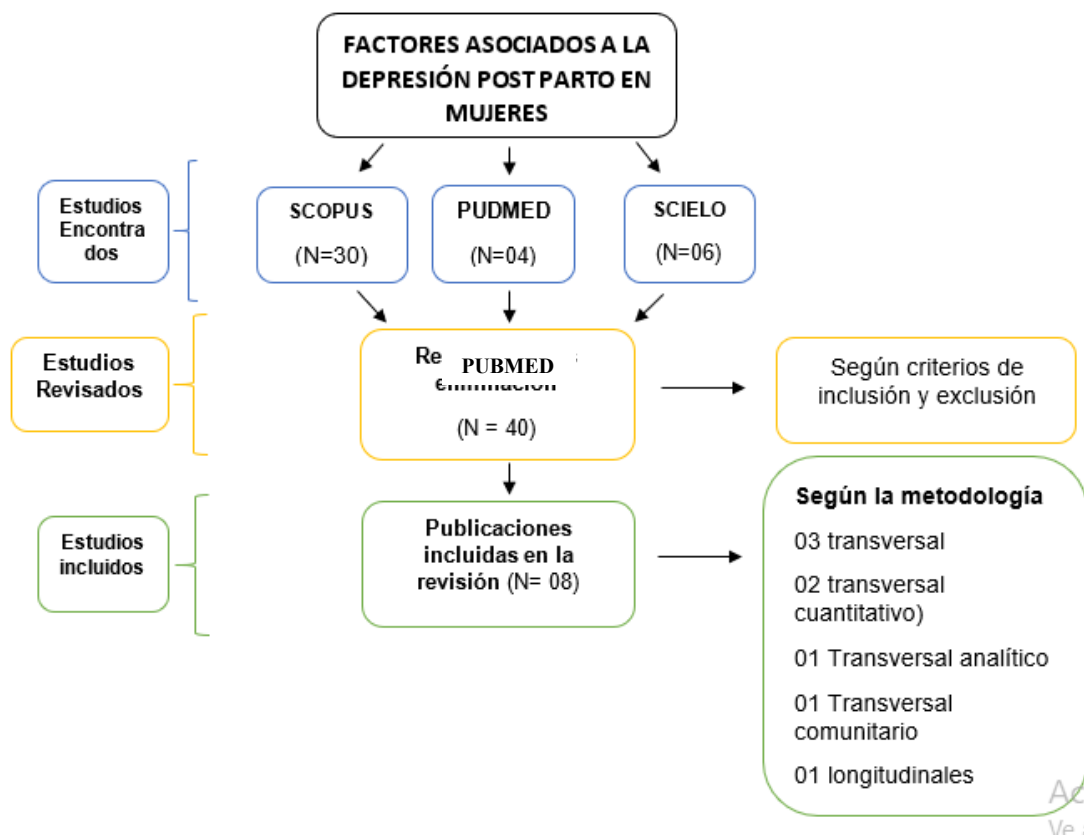 FACTORES ASOCIADOS A LA
DEPRESIÓN POST PARTO EN
MUJERES
Estudios
Encontra
dos
SCOPUS
(N=30)
PUDMED
(N=04)
SCIELO
(N=06)
Estudios
Revisados
PUBMED
(N = 40)
Según criterios de
inclusión y exclusión
Estudios
incluidos
Publicaciones
incluidas en la
revisión (N= 08)
Según la metodología
03 transversal
02 transversal
cuantitativo)
01 Transversal analítico
01 Transversal
comunitario
01 longitudinales